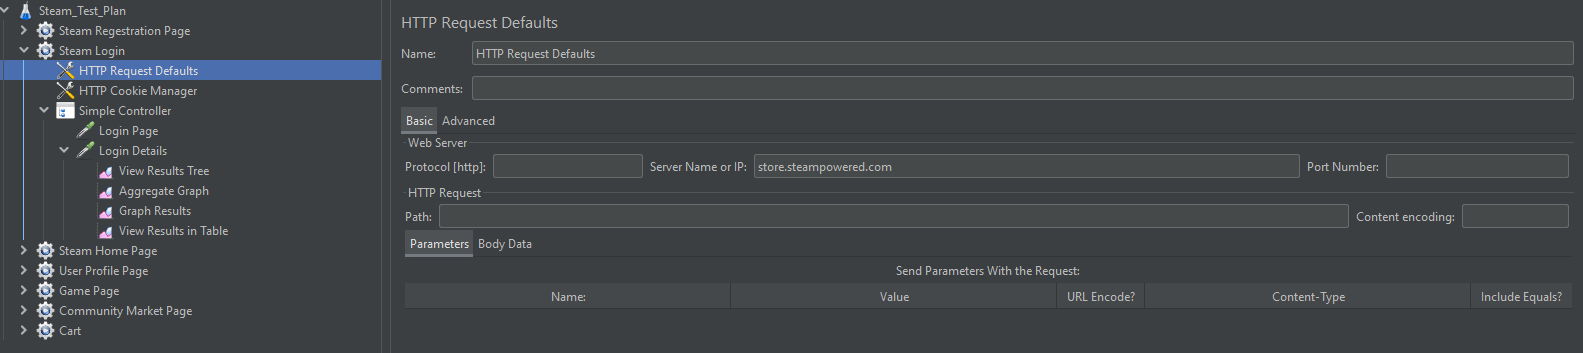 Steam_Test_Plan
Steam Regestration Page
Steam Login
HTTP Request Defaults
HTTP Cookie Manager
Simple Controller
Login Page
Login Details
View Results Tree
Aggregate Graph
Graph Results
View Results in Table
Steam Home Page
User Profile Page
Game Page
Community Market Page
Cart
HTTP Request Defaults
Name: HTTP Request Defaults
Comments:
Basic Advanced
Web Server
Protocol [http]: Server Name or IP: store.steampowered.com Port Number:
HTTP Request
Path: Content encoding:
Parameters Body Data
Send Parameters With the Request:
Name: Value URL Encode? Content-Type Include Equals?